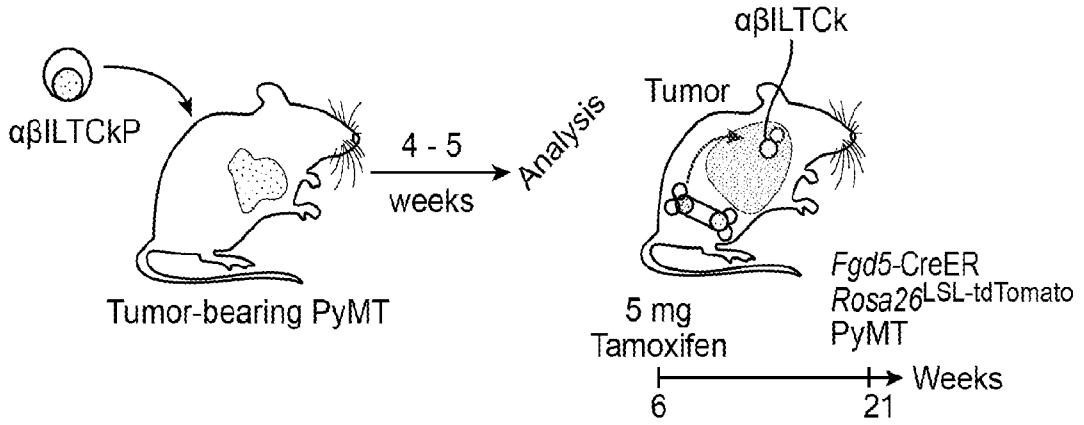 αβILTCkP
4 - 5
weeks
Analysis
Tumor-bearing PyMT
αβILTCk
Tumor
Fgd5-CreER
Rosa26LSL-tdTomato
PyMT
5 mg
Tamoxifen
Weeks
6
21